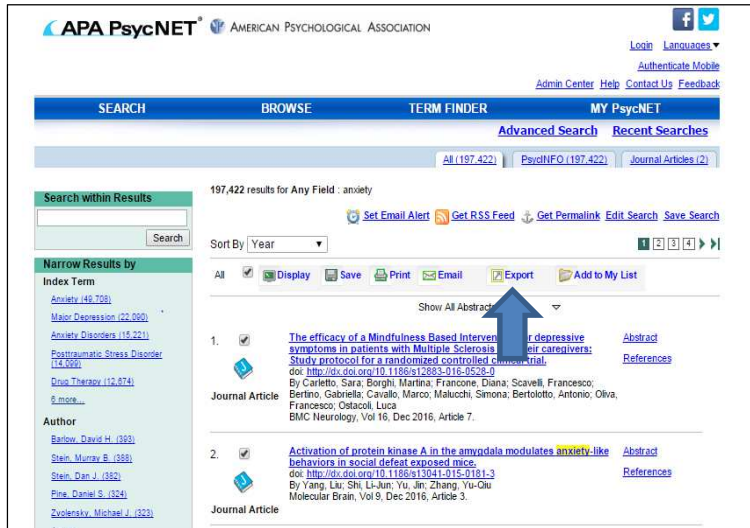 APA PsycNET® AMERICAN PSYCHOLOGICAL ASSOCIATION
Login Languages▼
Authenticate Mobile
Admin Center Help Contact Us Feedback
SEARCH BROWSE TERM FINDER MY PsycNET
Advanced Search Recent Searches
All (197,422) PsycINFO (197,422) Journal Articles (2)
Search within Results
Search
Narrow Results by
Index Term
Anxiety (49,708)
Major Depression (22,090)
Anxiety Disorders (15,221)
Posttraumatic Stress Disorder
(14,099)
Drug Therapy (12,674)
6 more...
Author
Barlow, David H. (393)
Stein, Murray B. (388)
Stein, Dan J. (382)
Pine, Daniel S. (324)
Zvolensky, Michael J. (323)
197,422 results for Any Field : anxiety
Set Email Alert Get RSS Feed Get Permalink Edit Search Save Search
Sort By Year 1 2 3 4
All Display Save Print Email Export Add to My List
Show All Abstrac
1. The efficacy of a Mindfulness Based Interven or depressive Abstract
symptoms in patients with Multiple Sclerosis eir caregivers:
Study protocol for a randomized controlled clinical trial. References
doi: http://dx.doi.org/10.1186/s12883-016-0528-0
By Carletto, Sara; Borghi, Martina; Francone, Diana; Scavelli, Francesco;
Journal Article Bertino, Gabriella; Cavallo, Marco; Malucchi, Simona; Bertolotto, Antonio; Oliva,
Francesco; Ostacoli, Luca
BMC Neurology, Vol 16, Dec 2016, Article 7.
2. Activation of protein kinase A in the amygdala modulates anxiety-like Abstract
behaviors in social defeat exposed mice.
doi: http://dx.doi.org/10.1186/s13041-015-0181-3 References
By Yang, Liu; Shi, Li-Jun; Yu, Jin; Zhang, Yu-Qiu
Molecular Brain, Vol 9, Dec 2016, Article 3.
Journal Article